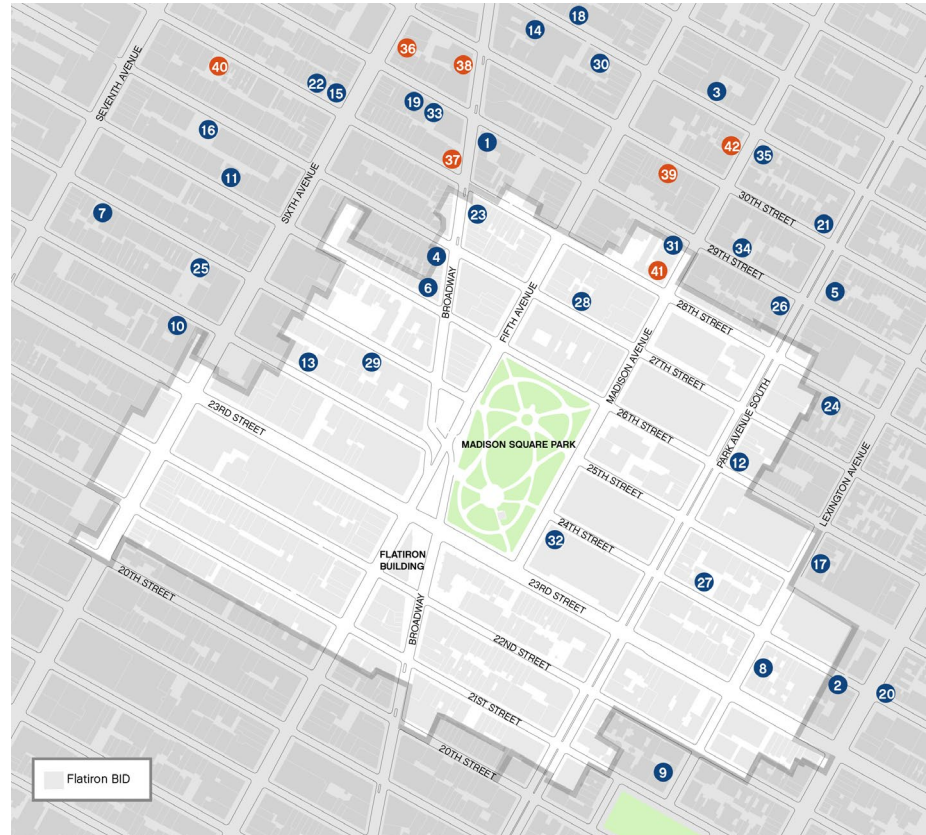 18
14
36
38
30
40
22
15
3
19
33
SEVENTH AVENUE
16
1
42
35
37
39
11
SIXTH AVENUE
7
30TH STREET
23
21
31
34
4
29TH STREET
25
41
6
BROADWAY
5
28
26
FIFTH AVENUE
28TH STREET
10
13
29
27TH STREET
MADISON AVENUE
24
26TH STREET
23RD STREET
PARK AVENUE SOUTH
MADISON SQUARE PARK
12
25TH STREET
LEXINGTON AVENUE
24TH STREET
32
FLATIRON
BUILDING
17
20TH STREET
23RD STREET
27
BROADWAY
22ND STREET
8
2
20
21ST STREET
20TH STREET
9
Flatiron BID